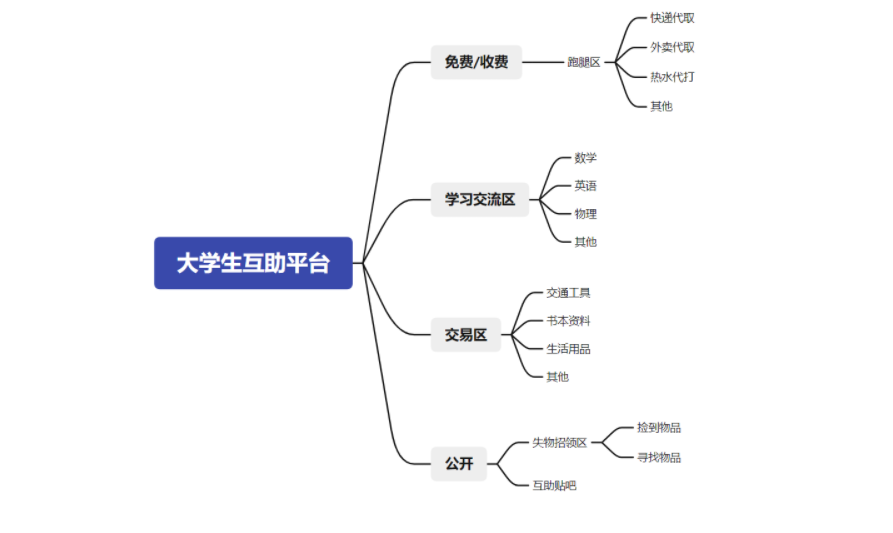 大学生互助平台
免费/收费
跑腿区
快递代取
外卖代取
热水代打
其他
学习交流区
数学
英语
物理
其他
交易区
交通工具
书本资料
生活用品
其他
公开
失物招领区
捡到物品
寻找物品
互助贴吧